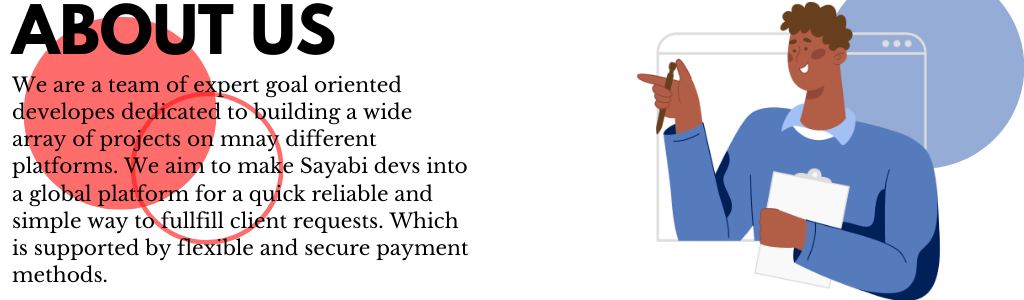 ABOUT US
We are a team of expert goal oriented
developes dedicated to building a wide
array of projects on mnay different
platforms. We aim to make Sayabi devs into
a global platform for a quick reliable and
simple way to fullfill client requests. Which
is supported by flexible and secure payment
methods.